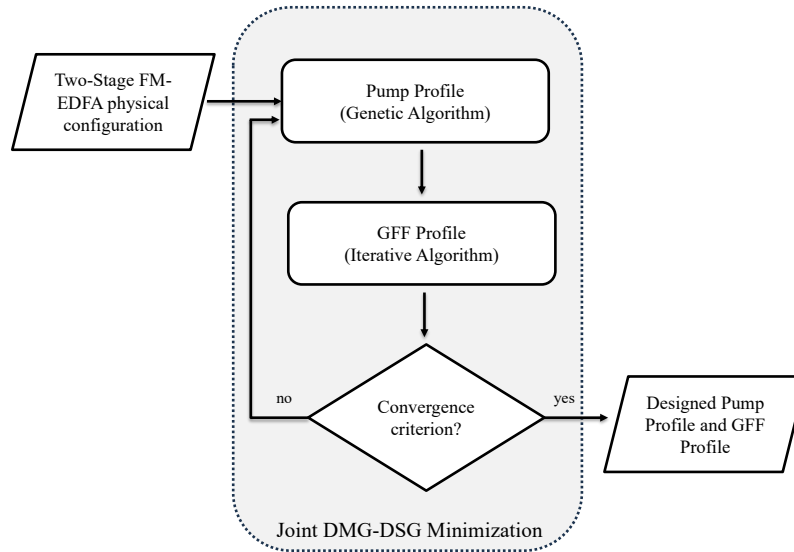 Two-Stage FM-
EDFA physical
configuration
Pump Profile
(Genetic Algorithm)
GFF Profile
(Iterative Algorithm)
Convergence
criterion?
no
yes
Designed Pump
Profile and GFF
Profile
Joint DMG-DSG Minimization